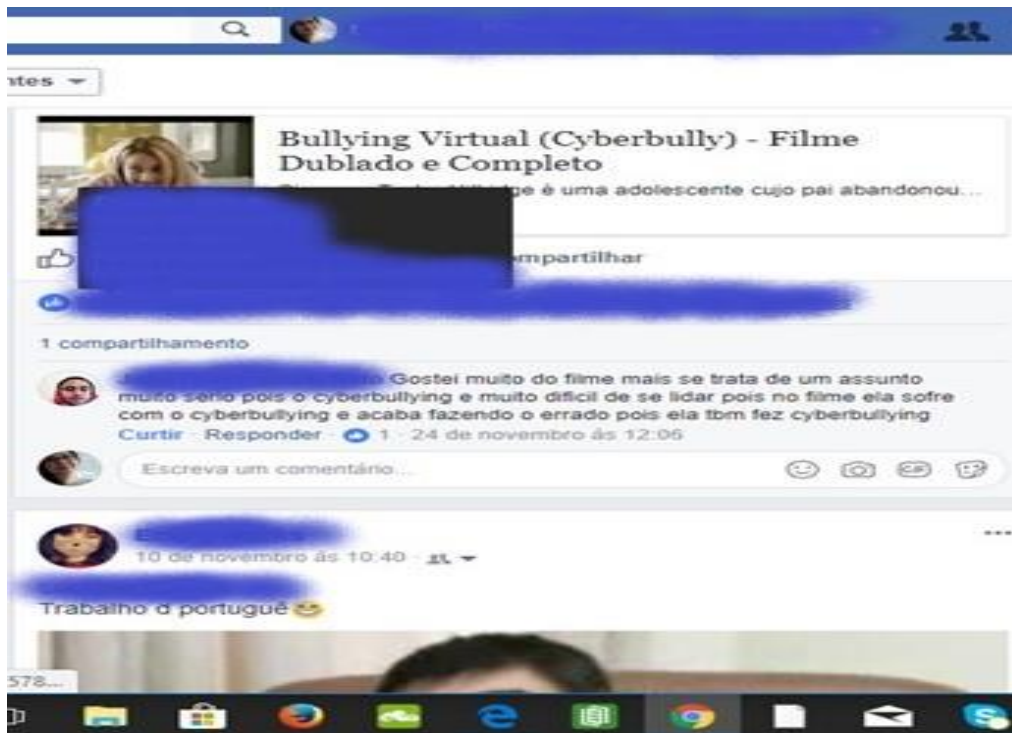 ntes
Bullying Virtual (Cyberbully) - Filme
Dublado e Completo
ge é uma adolescente cujo pai abandonou...
mpartilhar
1 compartilhamento
Gostei muito do filme mais se trata de um assunto
muito serio pois o cyberbullying e muito dificil de se lidar pois no filme ela sofre
com o cyberbullying e acaba fazendo o errado pois ela tbm fez cyberbullying
Curtir · Responder · 1 · 24 de novembro às 12:06
Escreva um comentário...
GIF
10 de novembro às 10:40
Trabalho d portuguê
578...